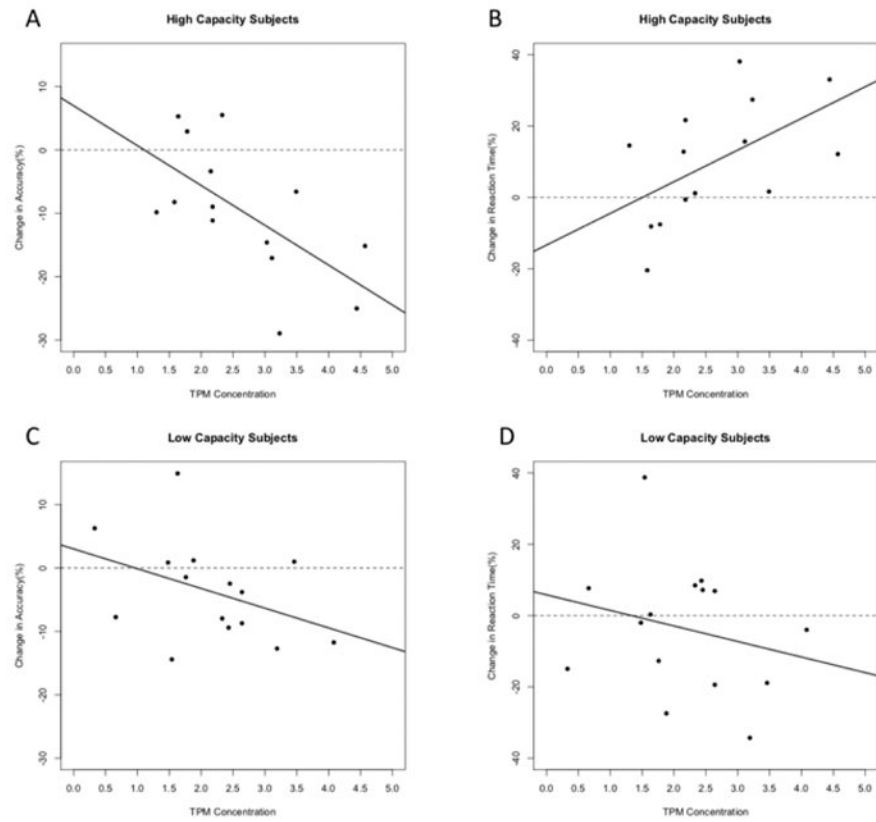 A
High Capacity Subjects
Change in Accuracy(%)
10
0
-10
-20
-30
0.0 0.5 1.0 1.5 2.0 2.5 3.0 3.5 4.0 4.5 5.0
TPM Concentration
B
High Capacity Subjects
Change in Reaction Time(%)
40
20
0
-20
-40
0.0 0.5 1.0 1.5 2.0 2.5 3.0 3.5 4.0 4.5 5.0
TPM Concentration
C
Low Capacity Subjects
Change in Accuracy(%)
10
0
-10
-20
-30
0.0 0.5 1.0 1.5 2.0 2.5 3.0 3.5 4.0 4.5 5.0
TPM Concentration
D
Low Capacity Subjects
Change in Reaction Time(%)
40
20
0
-20
-40
0.0 0.5 1.0 1.5 2.0 2.5 3.0 3.5 4.0 4.5 5.0
TPM Concentration